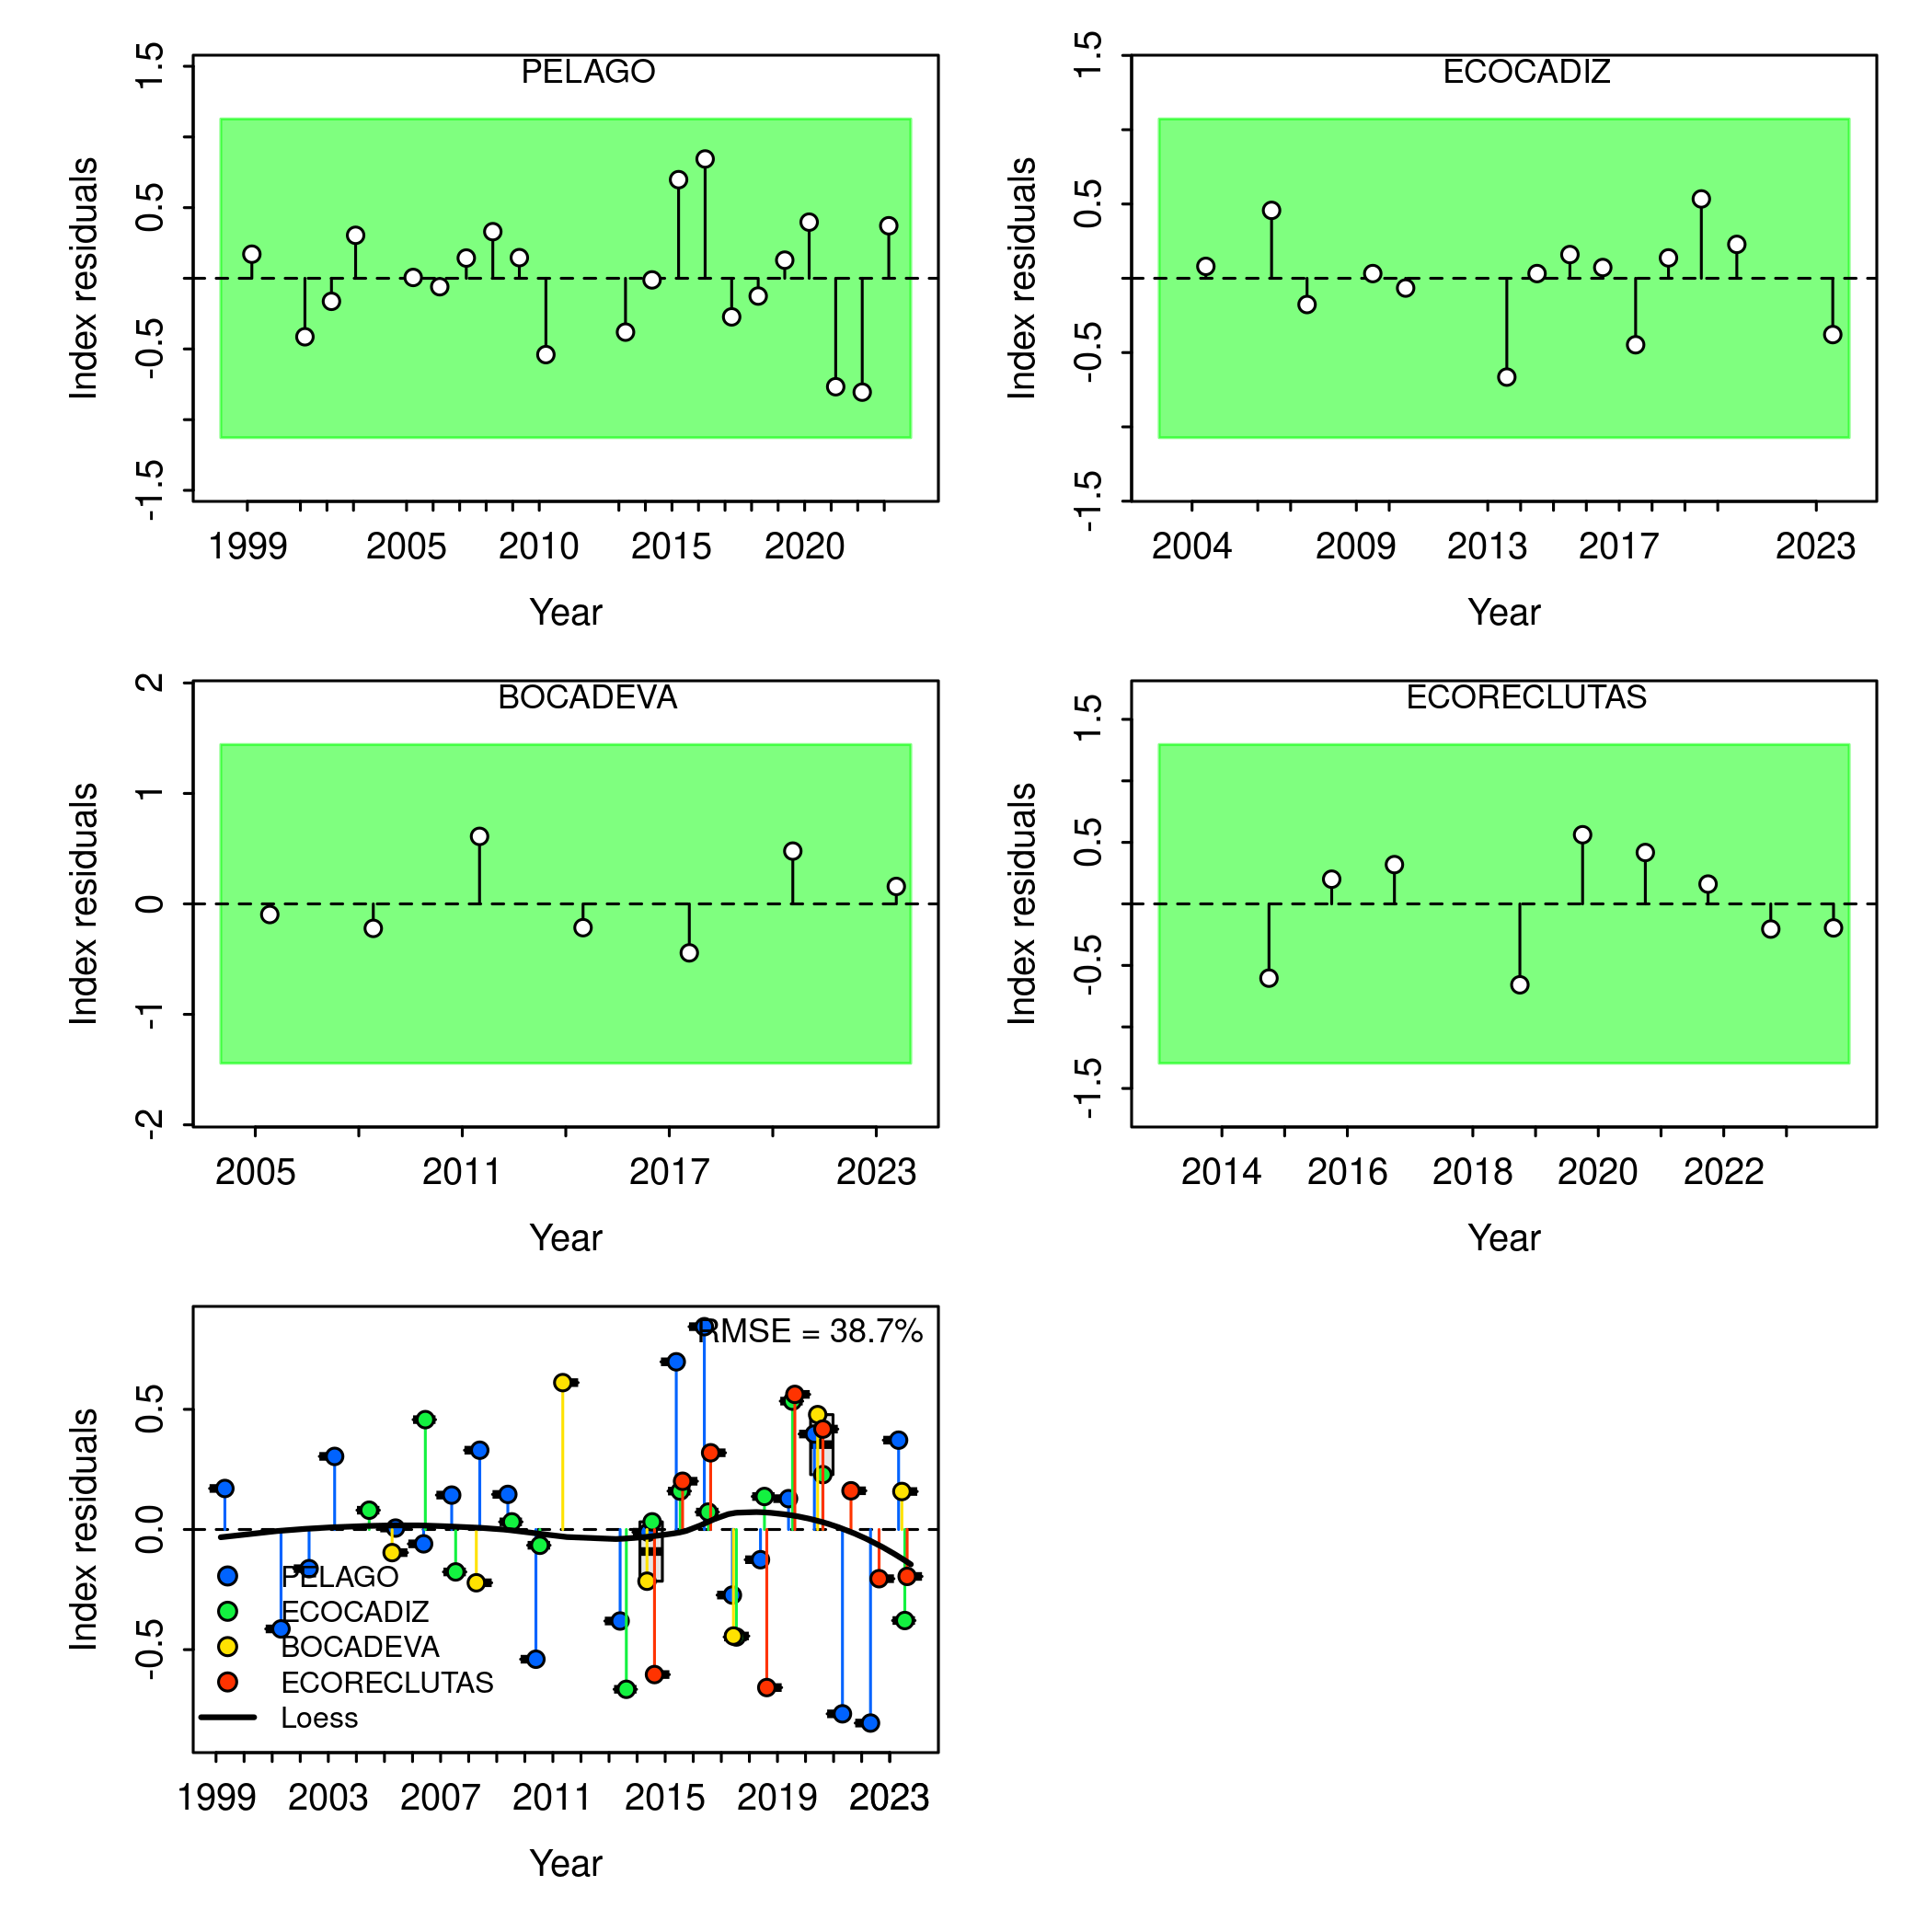 PELAGO
Index residuals
1.5
0.5
-0.5
-1.5
1999 2005 2010 2015 2020
Year
ECOCADIZ
Index residuals
1.5
0.5
-0.5
-1.5
2004 2009 2013 2017 2023
Year
BOCADEVA
Index residuals
2
1
0
-1
-2
2005 2011 2017 2023
Year
ECORECLUTAS
Index residuals
1.5
0.5
-0.5
-1.5
2014 2016 2018 2020 2022
Year
RMSE = 38.7%
Index residuals
0.5
0.0
-0.5
PELAGO
ECOCADIZ
BOCADEVA
ECORECLUTAS
Loess
1999 2003 2007 2011 2015 2019 2023
Year